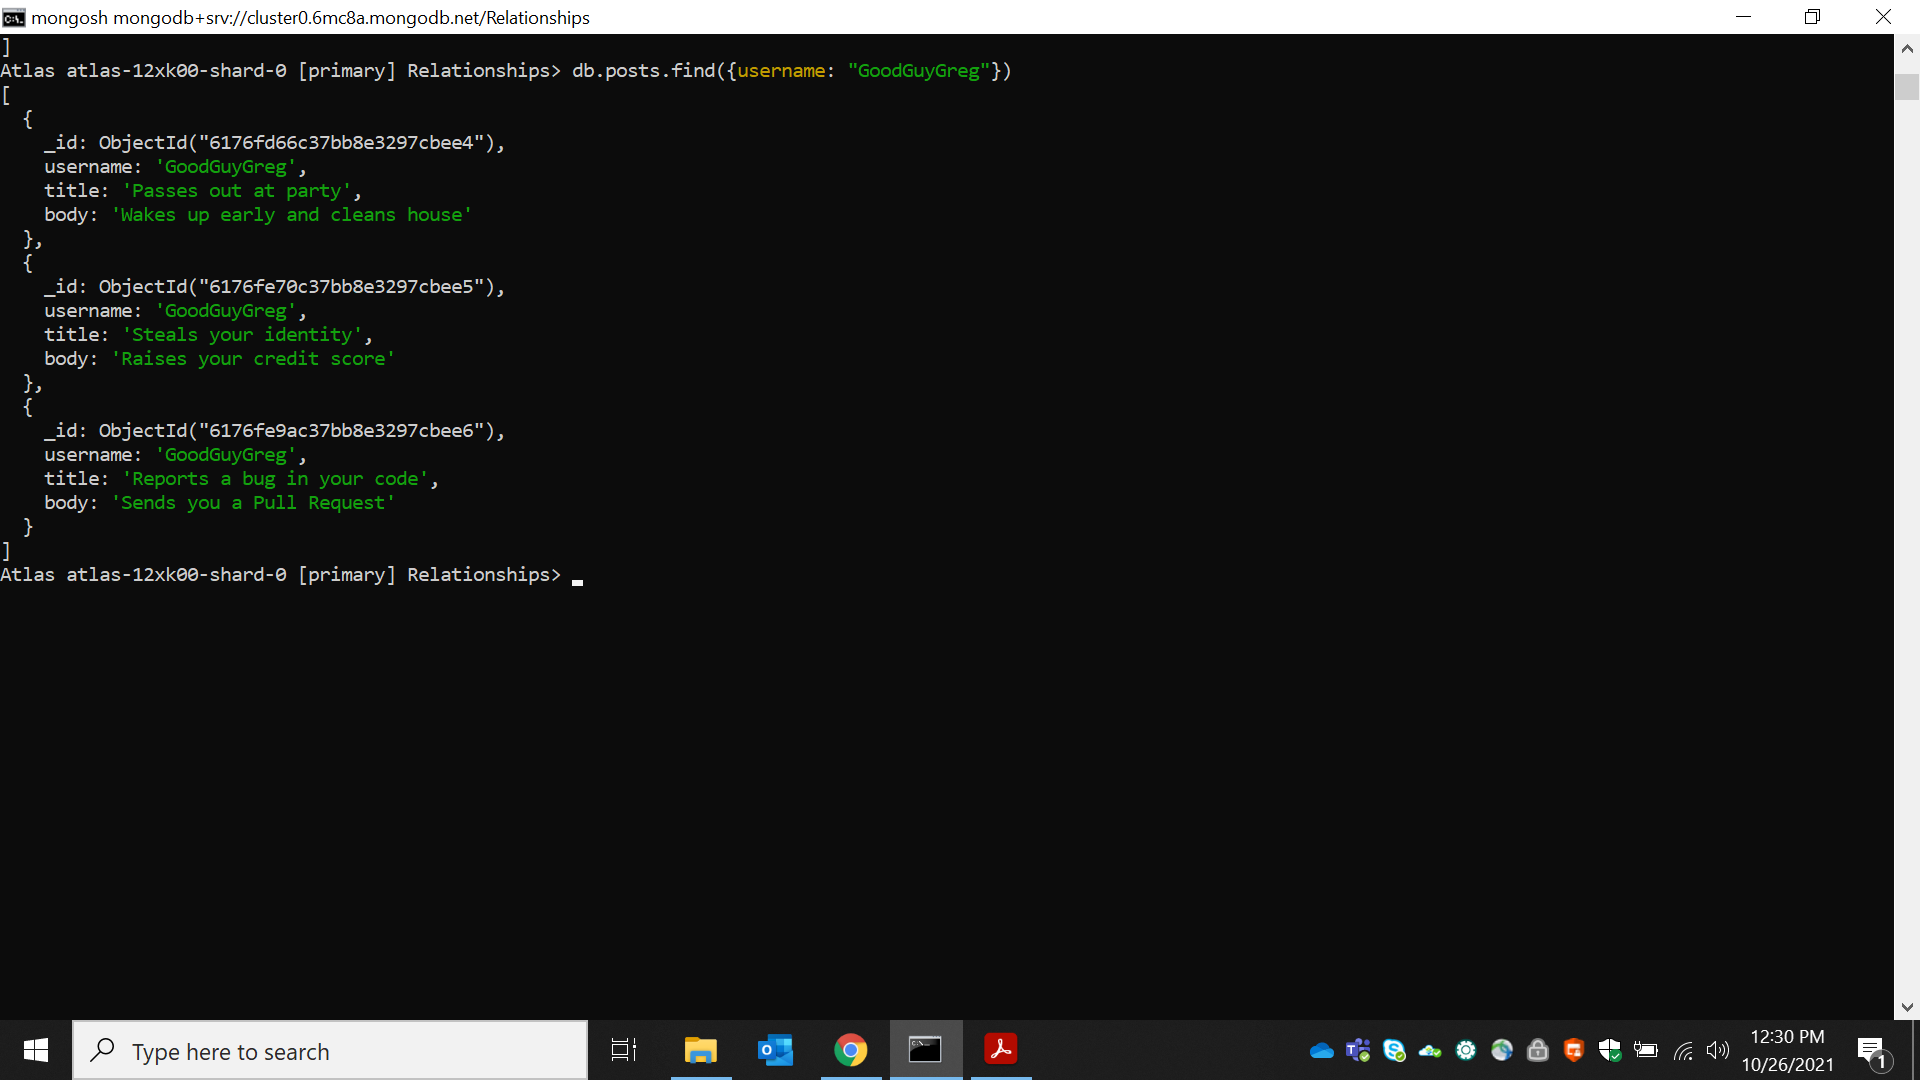 mongosh mongodb+srv://cluster0.6mc8a.mongodb.net/Relationships
]
Atlas atlas-12xk00-shard-0 [primary] Relationships> db.posts.find({username: "GoodGuyGreg"})
[
  {
    _id: ObjectId("6176fd66c37bb8e3297cbee4"),
    username: 'GoodGuyGreg',
    title: 'Passes out at party',
    body: 'Wakes up early and cleans house'
  },
  {
    _id: ObjectId("6176fe70c37bb8e3297cbee5"),
    username: 'GoodGuyGreg',
    title: 'Steals your identity',
    body: 'Raises your credit score'
  },
  {
    _id: ObjectId("6176fe9ac37bb8e3297cbee6"),
    username: 'GoodGuyGreg',
    title: 'Reports a bug in your code',
    body: 'Sends you a Pull Request'
  }
]
Atlas atlas-12xk00-shard-0 [primary] Relationships>
Type here to search
12:30 PM
10/26/2021
1